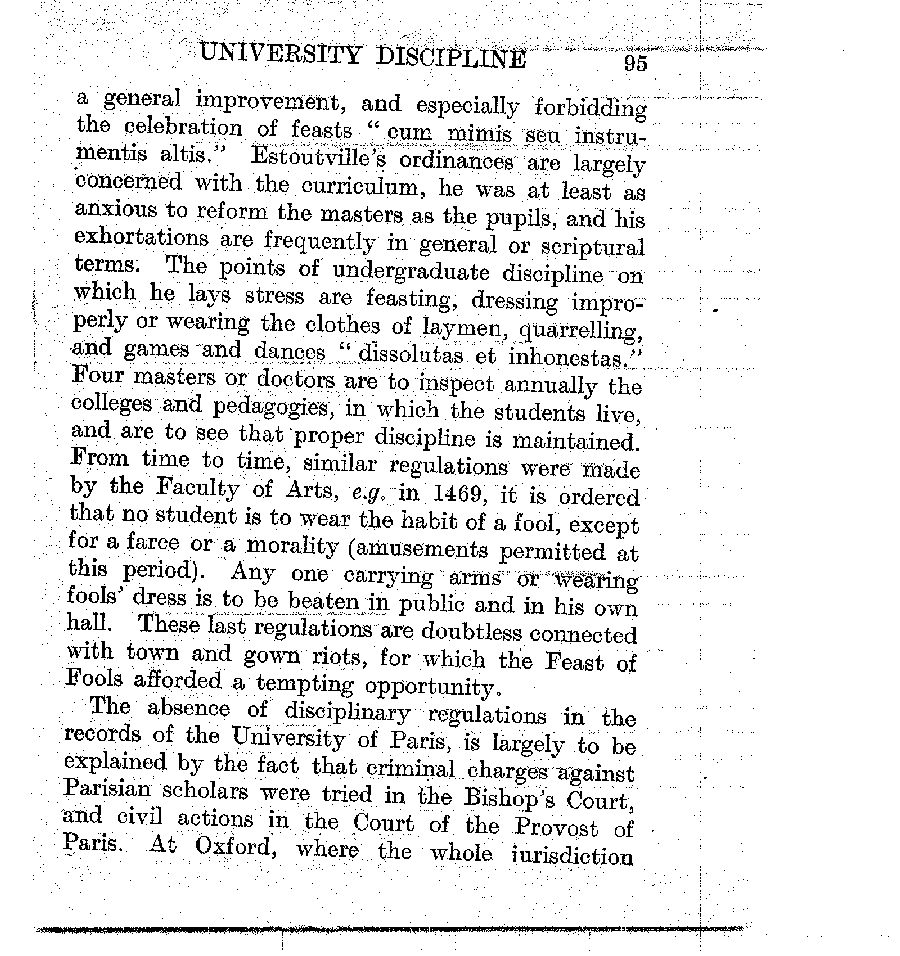 UNIVERSITY DISCIPLINE 95
a general improvement, and especially forbidding
the celebration of feasts “ cum mimis seu instru-
mentis altis.” Estoutville’s ordinances are largely
concerned with the curriculum, he was at least as
anxious to reform the masters as the pupils, and his
exhortations are frequently in general or scriptural
terms. The points of undergraduate discipline on
which he lays stress are feasting, dressing impro-
perly or wearing the clothes of laymen, quarrelling,
and games and dances “ dissolutas et inhonestas.”
Four masters or doctors are to inspect annually the
colleges and pedagogies, in which the students live,
and are to see that proper discipline is maintained.
From time to time, similar regulations were made
by the Faculty of Arts, e.g. in 1469, it is ordered
that no student is to wear the habit of a fool, except
for a farce or a morality (amusements permitted at
this period). Any one carrying arms or wearing
fools’ dress is to be beaten in public and in his own
hall. These last regulations are doubtless connected
with town and gown riots, for which the Feast of
Fools afforded a tempting opportunity.
The absence of disciplinary regulations in the
records of the University of Paris, is largely to be
explained by the fact that criminal charges against
Parisian scholars were tried in the Bishop’s Court,
and civil actions in the Court of the Provost of
Paris. At Oxford, where the whole jurisdiction